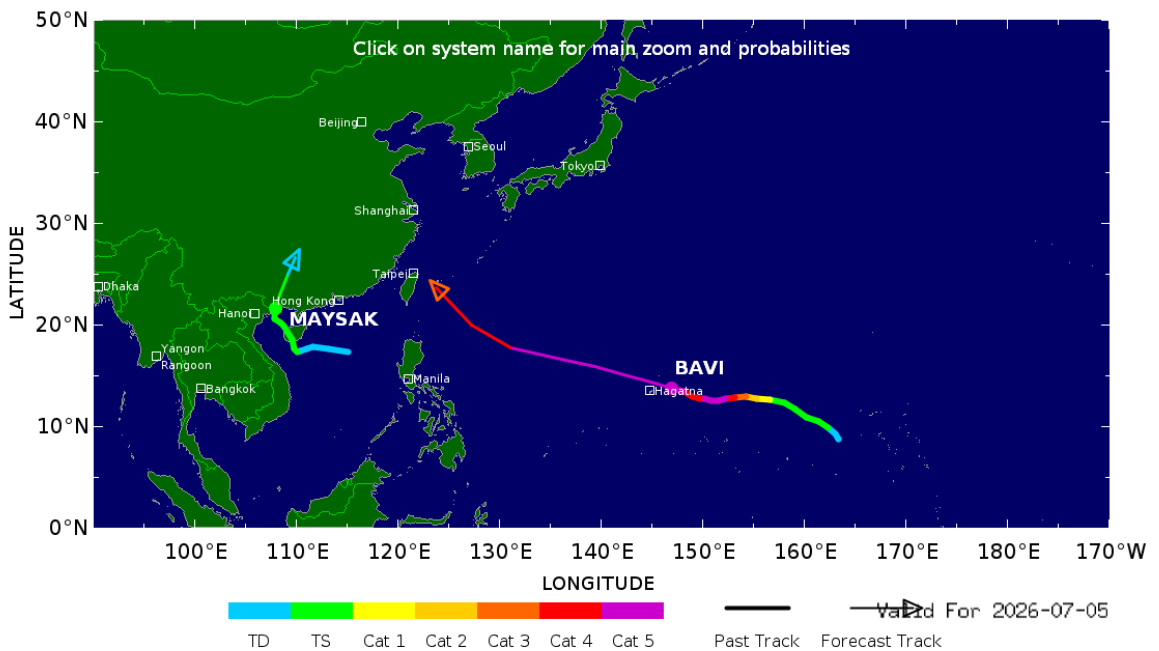 50°N
Click on system name for main zoom and probabilities
40°N
Beijing
Seoul
Tokyo
30°N
Shanghai
LATITUDE
Taipei
Dhaka
Hong Kong
Hanoi
MAYSAK
20°N
Yangon
Rangoon
BAVI
Manila
Bangkok
Hagatna
10°N
0°N
100°E 110°E 120°E 130°E 140°E 150°E 160°E 170°E 180°E 170°W
LONGITUDE
Valid For 2026-07-05
TD TS Cat 1 Cat 2 Cat 3 Cat 4 Cat 5 Past Track Forecast Track